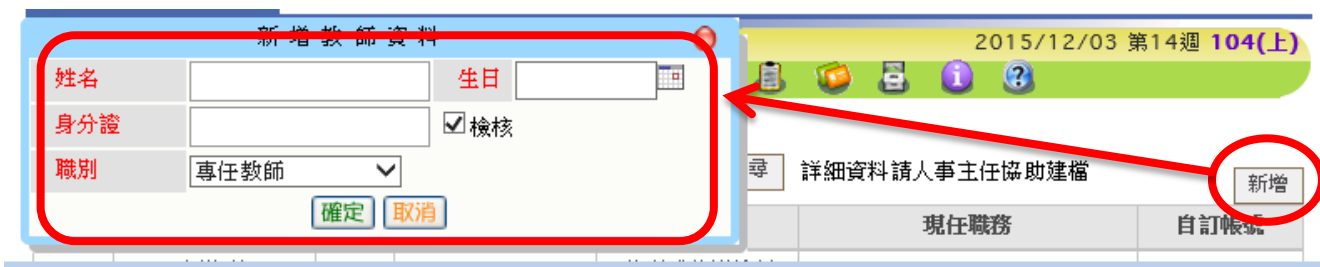 新增教師資料
2015/12/03 第14週 104(上)
姓名 生日
身分證 檢核
職別 專任教師
尋 詳細資料請人事主任協助建檔 新增
確定 取消
現任職務 自訂帳號